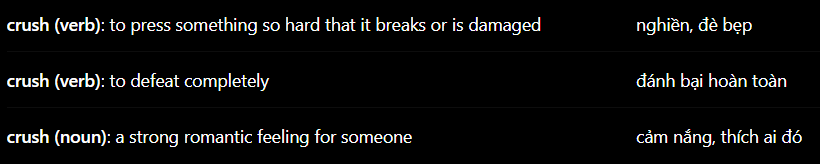 crush (verb): to press something so hard that it breaks or is damaged nghiền, đè bẹp
crush (verb): to defeat completely đánh bại hoàn toàn
crush (noun): a strong romantic feeling for someone cảm nắng, thích ai đó